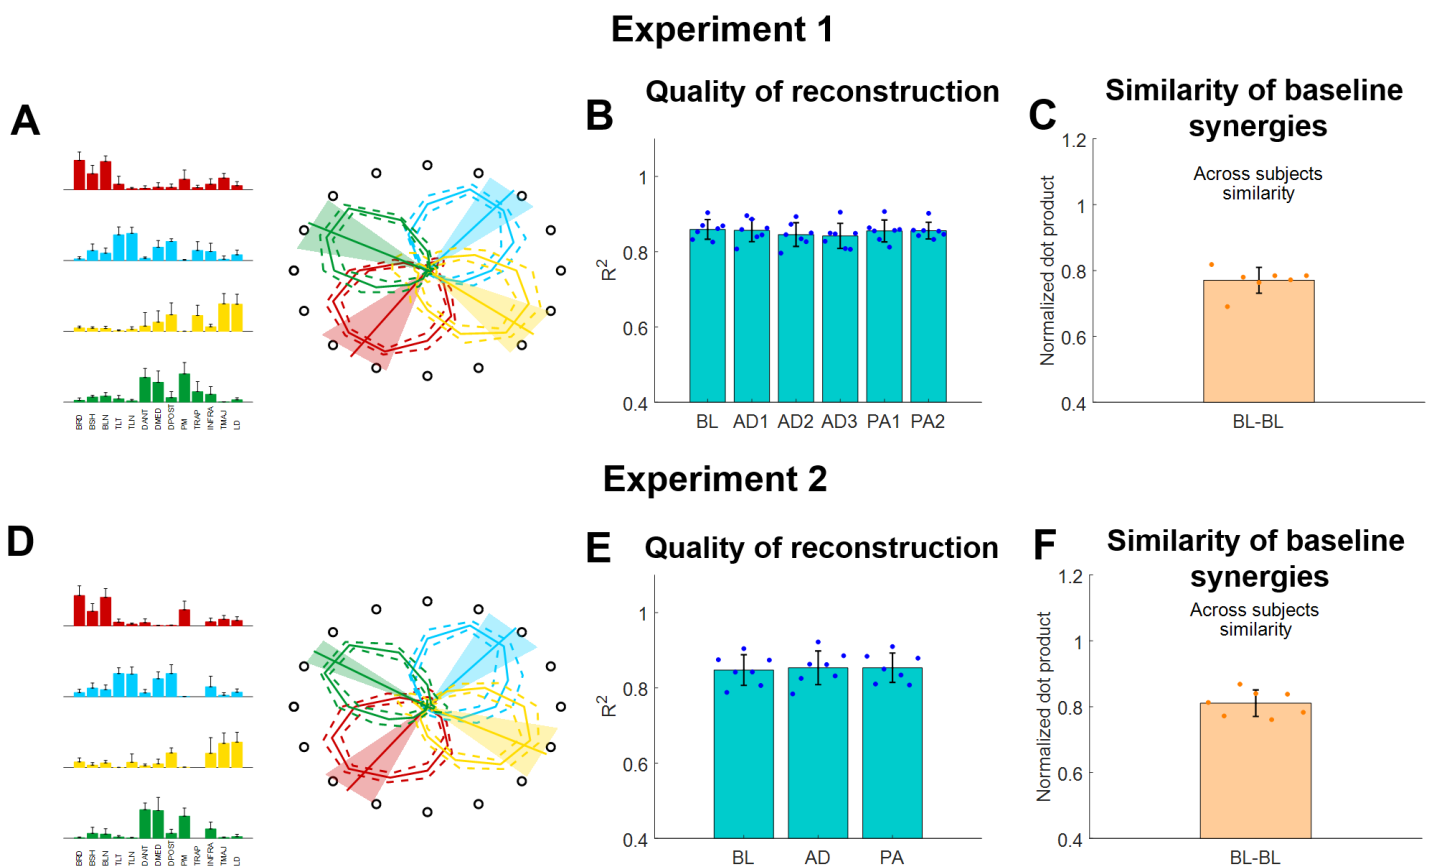 Experiment 1
A
B
Quality of reconstruction
C
Similarity of baseline
synergies
Across subjects
similarity
R2
1
0.8
0.6
0.4
BL AD1 AD2 AD3 PA1 PA2
Normalized dot product
1.2
1
0.8
0.6
0.4
BL-BL
BRD BSH BLN TLT TLN DANT DMED DPOST PM TRAP INFRA TMAJ LD
Experiment 2
D
E
Quality of reconstruction
F
Similarity of baseline
synergies
Across subjects
similarity
R2
1
0.8
0.6
0.4
BL AD PA
Normalized dot product
1.2
1
0.8
0.6
0.4
BL-BL
BRD BSH BLN TLT TLN DANT DMED DPOST PM TRAP INFRA TMAJ LD